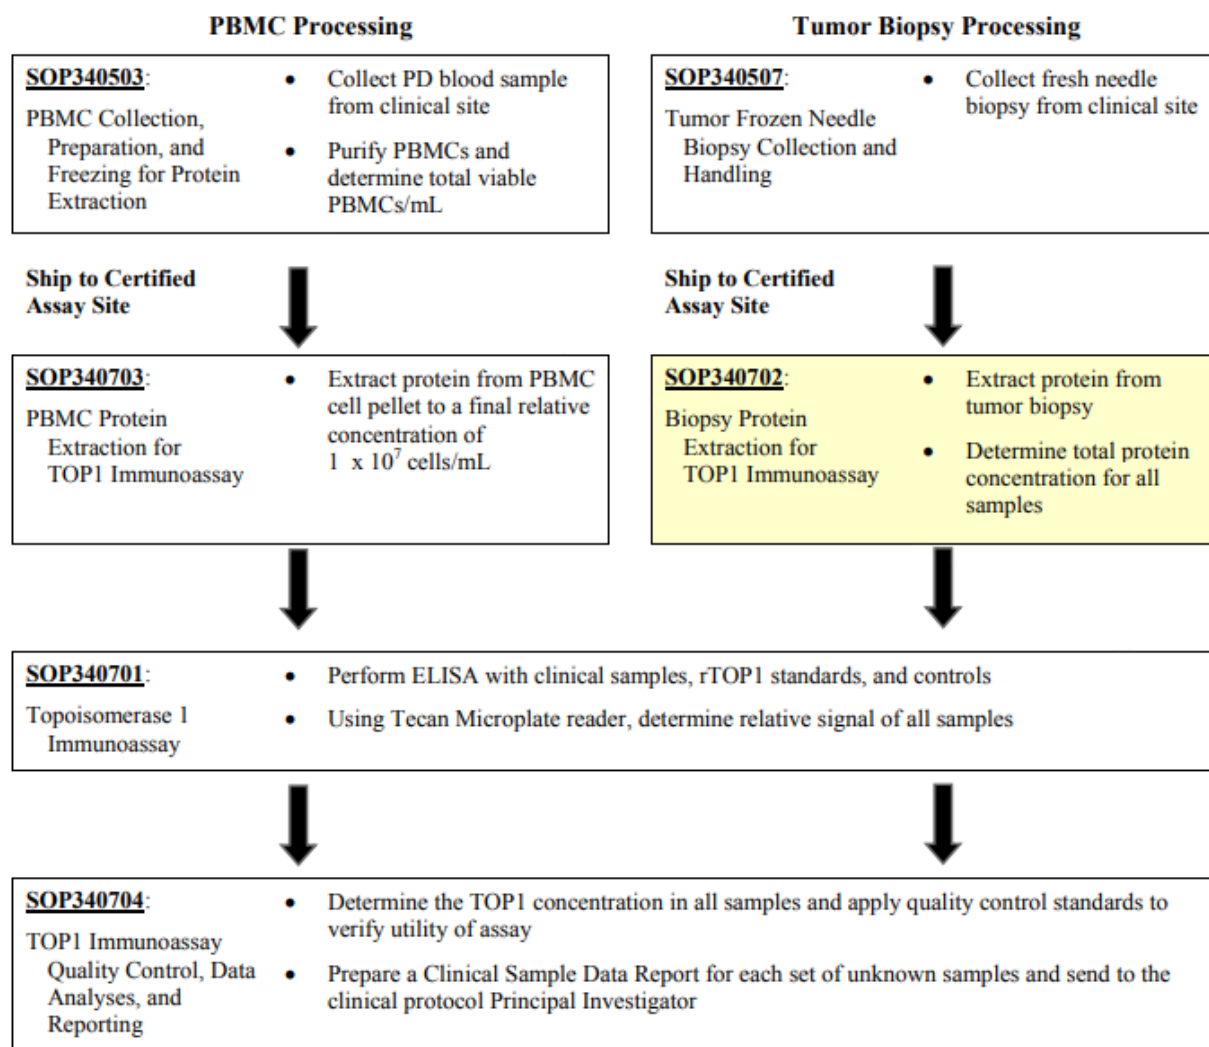 PBMC Processing
Tumor Biopsy Processing
SOP340503:
PBMC Collection,
Preparation, and
Freezing for Protein
Extraction
• Collect PD blood sample
from clinical site
• Purify PBMCs and
determine total viable
PBMCs/mL
SOP340507:
Tumor Frozen Needle
Biopsy Collection and
Handling
• Collect fresh needle
biopsy from clinical site
Ship to Certified
Assay Site
Ship to Certified
Assay Site
SOP340703:
PBMC Protein
Extraction for
TOP1 Immunoassay
• Extract protein from PBMC
cell pellet to a final relative
concentration of
1 x 10⁷ cells/mL
SOP340702:
Biopsy Protein
Extraction for
TOP1 Immunoassay
• Extract protein from
tumor biopsy
• Determine total protein
concentration for all
samples
SOP340701:
Topoisomerase 1
Immunoassay
• Perform ELISA with clinical samples, rTOP1 standards, and controls
• Using Tecan Microplate reader, determine relative signal of all samples
SOP340704:
TOP1 Immunoassay
Quality Control, Data
Analyses, and
Reporting
• Determine the TOP1 concentration in all samples and apply quality control standards to
verify utility of assay
• Prepare a Clinical Sample Data Report for each set of unknown samples and send to the
clinical protocol Principal Investigator